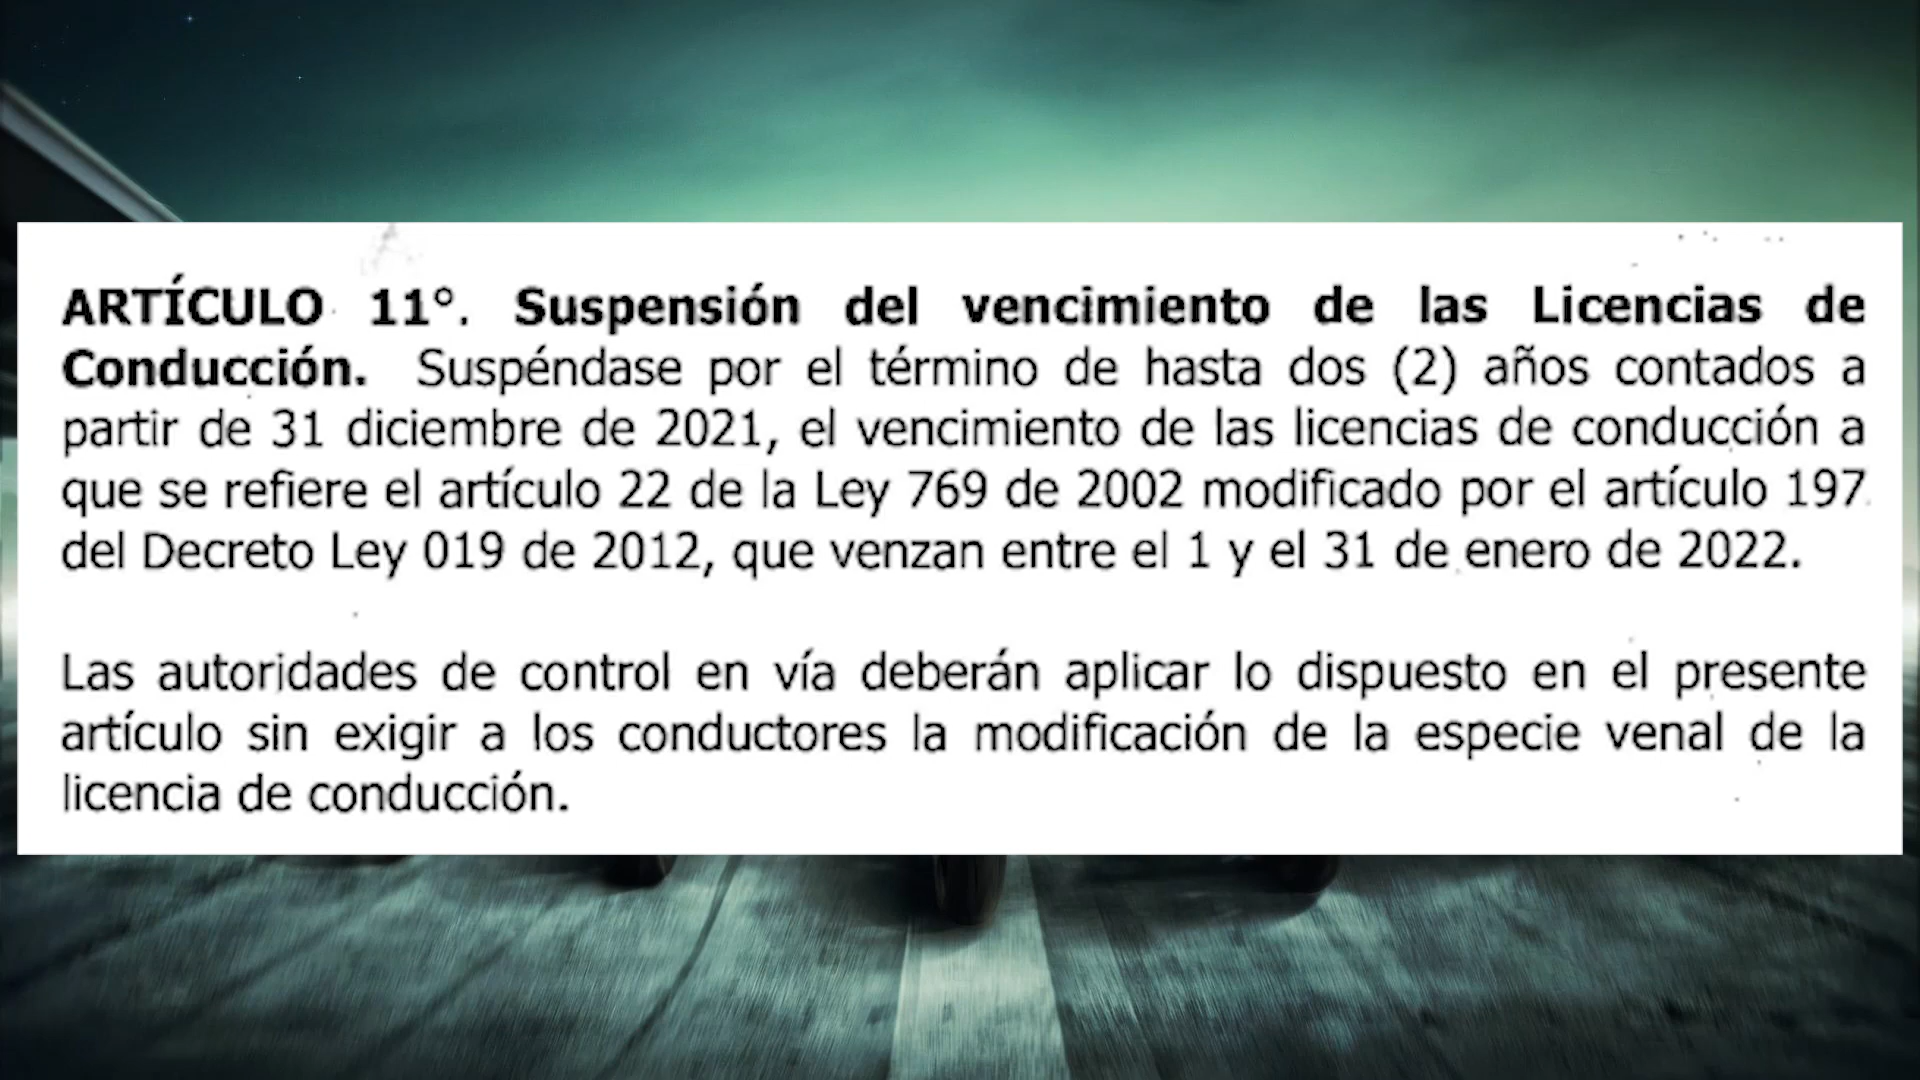 ARTÍCULO 11°. Suspensión del vencimiento de las Licencias de
Conducción. Suspéndase por el término de hasta dos (2) años contados a
partir de 31 diciembre de 2021, el vencimiento de las licencias de conducción a
que se refiere el artículo 22 de la Ley 769 de 2002 modificado por el artículo 197
del Decreto Ley 019 de 2012, que venzan entre el 1 y el 31 de enero de 2022.
Las autoridades de control en vía deberán aplicar lo dispuesto en el presente
artículo sin exigir a los conductores la modificación de la especie venal de la
licencia de conducción.